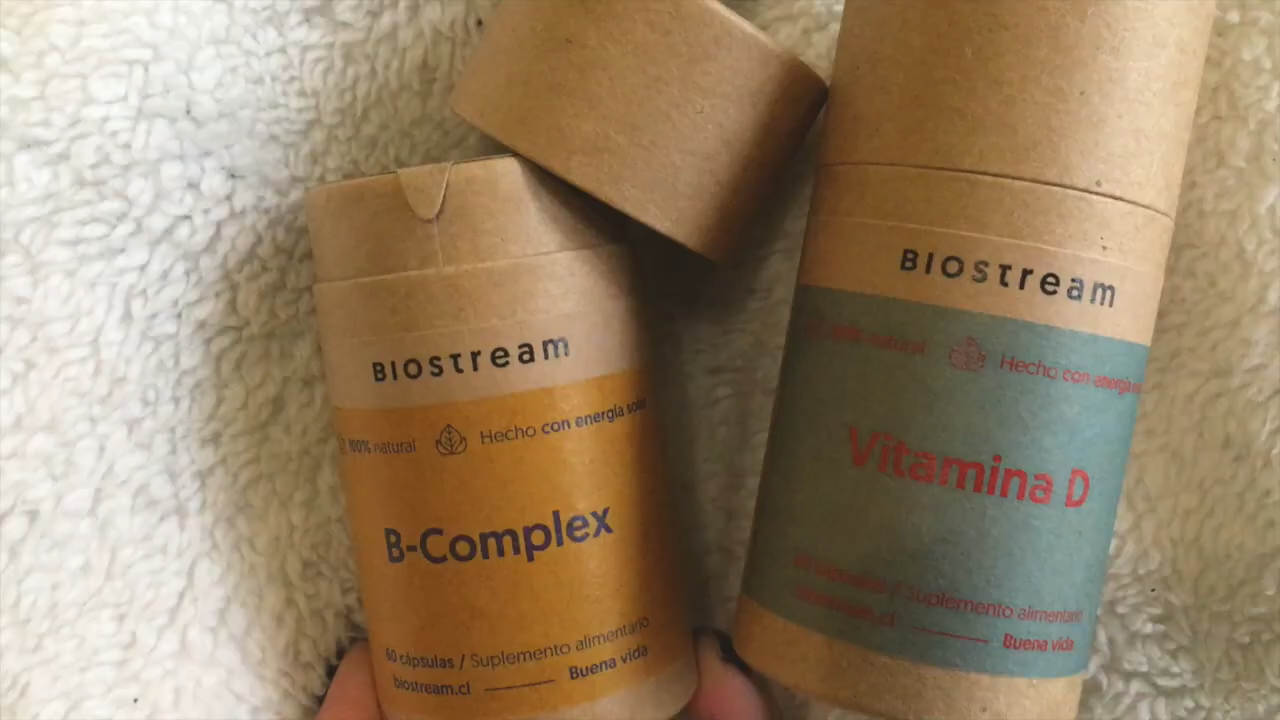 BIOSTREAM
100% natural
Hecho con energía solar
B-Complex
60 cápsulas / Suplemento alimentario
biostream.cl
Buena vida
BIOSTREAM
natural
Hecho con energía
Vitamina D
/ Suplemento alimentario
Buena vida